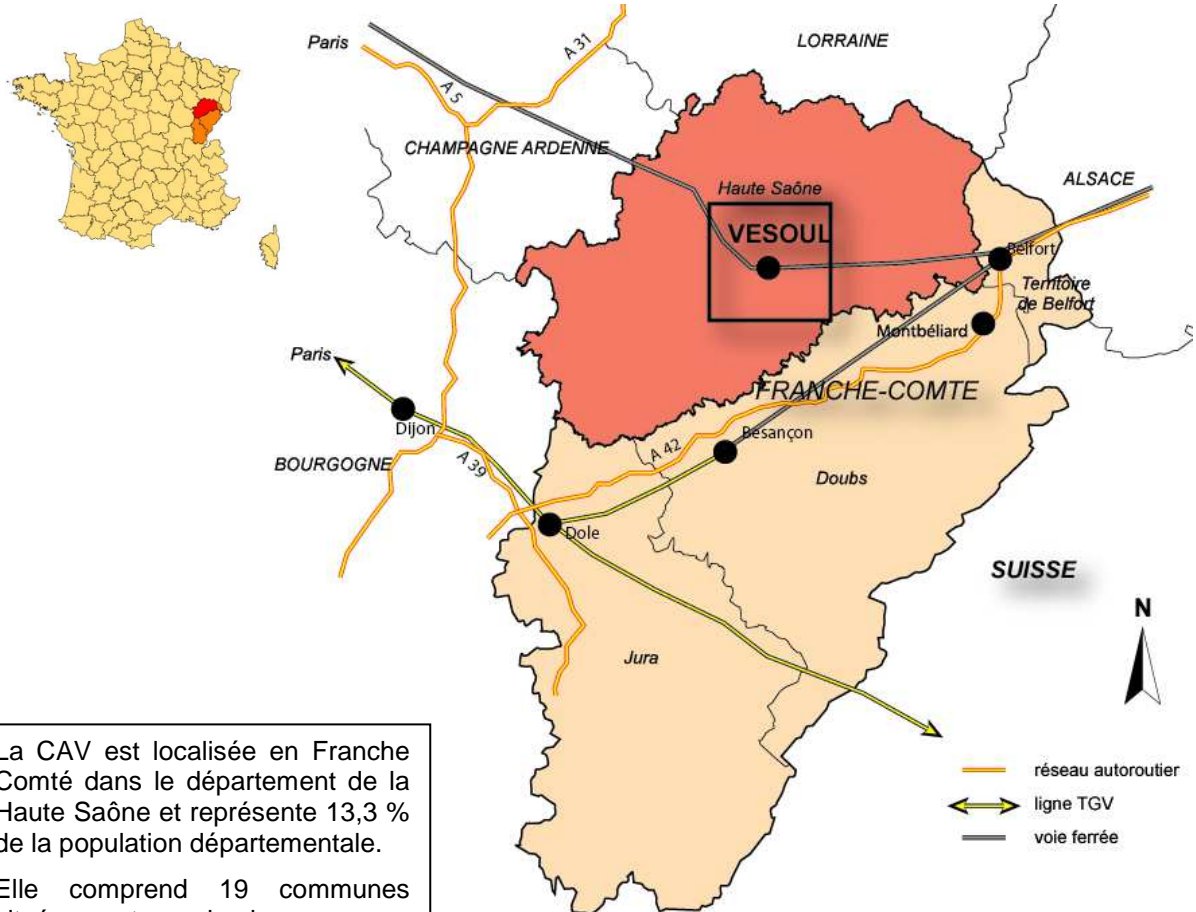 Paris
A 31
LORRAINE
A 5
CHAMPAGNE ARDENNE
Haute Saône
ALSACE
VESOUL
Belfort
Territoire
de Belfort
Montbéliard
Paris
FRANCHE-COMTE
Dijon
Besançon
A 42
BOURGOGNE
A 39
Doubs
Dole
SUISSE
N
Jura
La CAV est localisée en Franche
Comté dans le département de la
Haute Saône et représente 13,3 %
de la population départementale.
Elle comprend 19 communes
réseau autoroutier
ligne TGV
voie ferrée